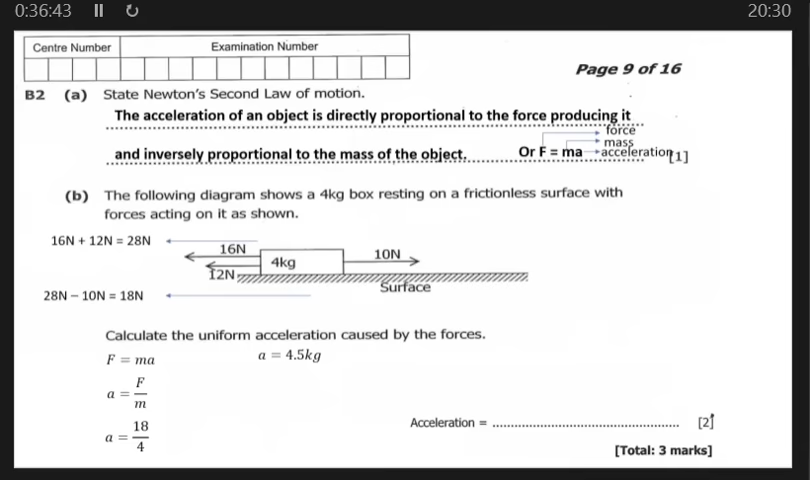 0:36:43
20:30
Centre Number Examination Number
Page 9 of 16
B2 (a) State Newton's Second Law of motion.
The acceleration of an object is directly proportional to the force producing it
force
mass
and inversely proportional to the mass of the object. Or F = ma acceleration [1]
(b) The following diagram shows a 4kg box resting on a frictionless surface with
forces acting on it as shown.
16N + 12N = 28N
16N
10N
4kg
12N
Surface
28N – 10N = 18N
Calculate the uniform acceleration caused by the forces.
F = ma
a = 4.5kg
a = F/m
a = 18/4
Acceleration = .................................................. [2]
[Total: 3 marks]